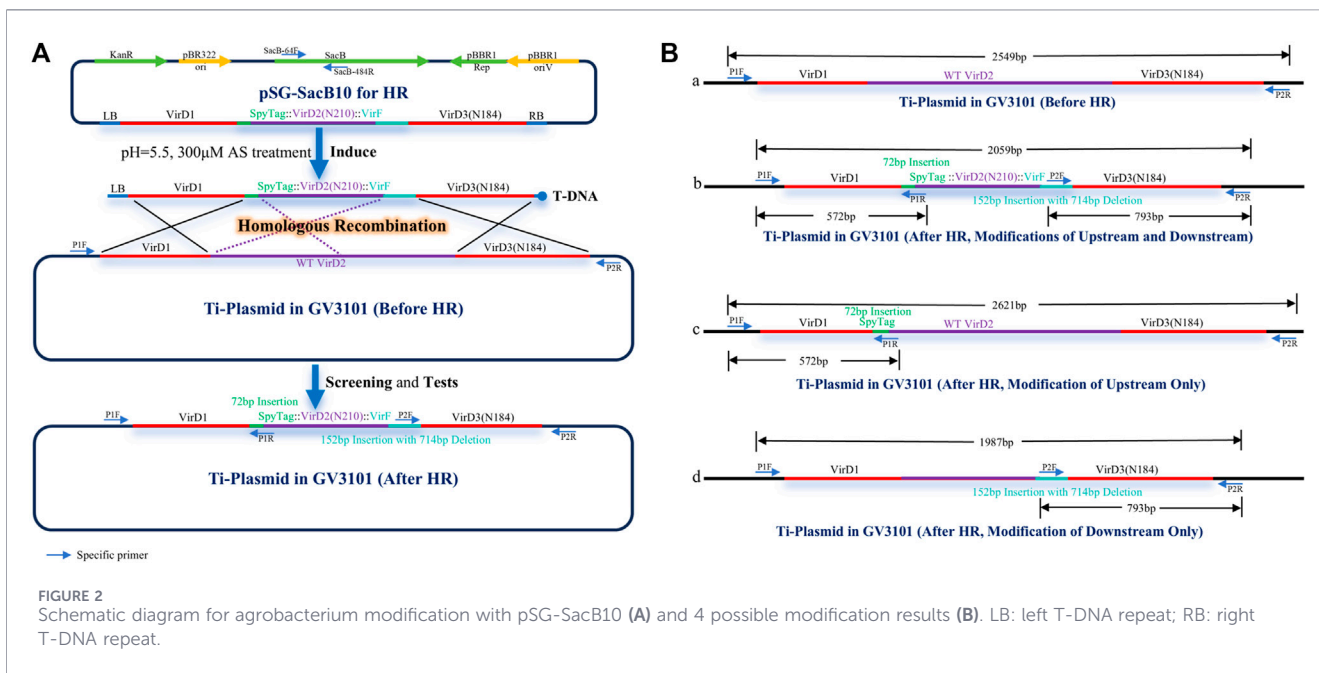 A
KanR
pBR322
ori
SacB-64F
SacB
SacB-484R
pBBR1
Rep
pBBR1
oriV
pSG-SacB10 for HR
LB
VirD1
SpyTag::VirD2(N210)::VirF
VirD3(N184)
RB
pH=5.5, 300μM AS treatment
Induce
LB
VirD1
SpyTag::VirD2(N210)::VirF
VirD3(N184)
T-DNA
Homologous Recombination
P1F
VirD1
WT VirD2
VirD3(N184)
P2R
Ti-Plasmid in GV3101 (Before HR)
Screening and Tests
72bp Insertion
P1F
VirD1
SpyTag::VirD2(N210)::VirF
P2F
VirD3(N184)
P1R
152bp Insertion with 714bp Deletion
P2R
Ti-Plasmid in GV3101 (After HR)
Specific primer
B
2549bp
P1F
VirD1
WT VirD2
VirD3(N184)
a
P2R
Ti-Plasmid in GV3101 (Before HR)
2059bp
72bp Insertion
P1F
VirD1
SpyTag::VirD2(N210)::VirF
P2F
VirD3(N184)
b
P1R
152bp Insertion with 714bp Deletion
P2R
572bp
793bp
Ti-Plasmid in GV3101 (After HR, Modifications of Upstream and Downstream)
2621bp
72bp Insertion
P1F
VirD1
SpyTag
WT VirD2
VirD3(N184)
c
P1R
P2R
572bp
Ti-Plasmid in GV3101 (After HR, Modification of Upstream Only)
1987bp
P1F
VirD1
P2F
VirD3(N184)
d
152bp Insertion with 714bp Deletion
P2R
793bp
Ti-Plasmid in GV3101 (After HR, Modification of Downstream Only)
FIGURE 2
Schematic diagram for agrobacterium modification with pSG-SacB10 (A) and 4 possible modification results (B). LB: left T-DNA repeat; RB: right
T-DNA repeat.